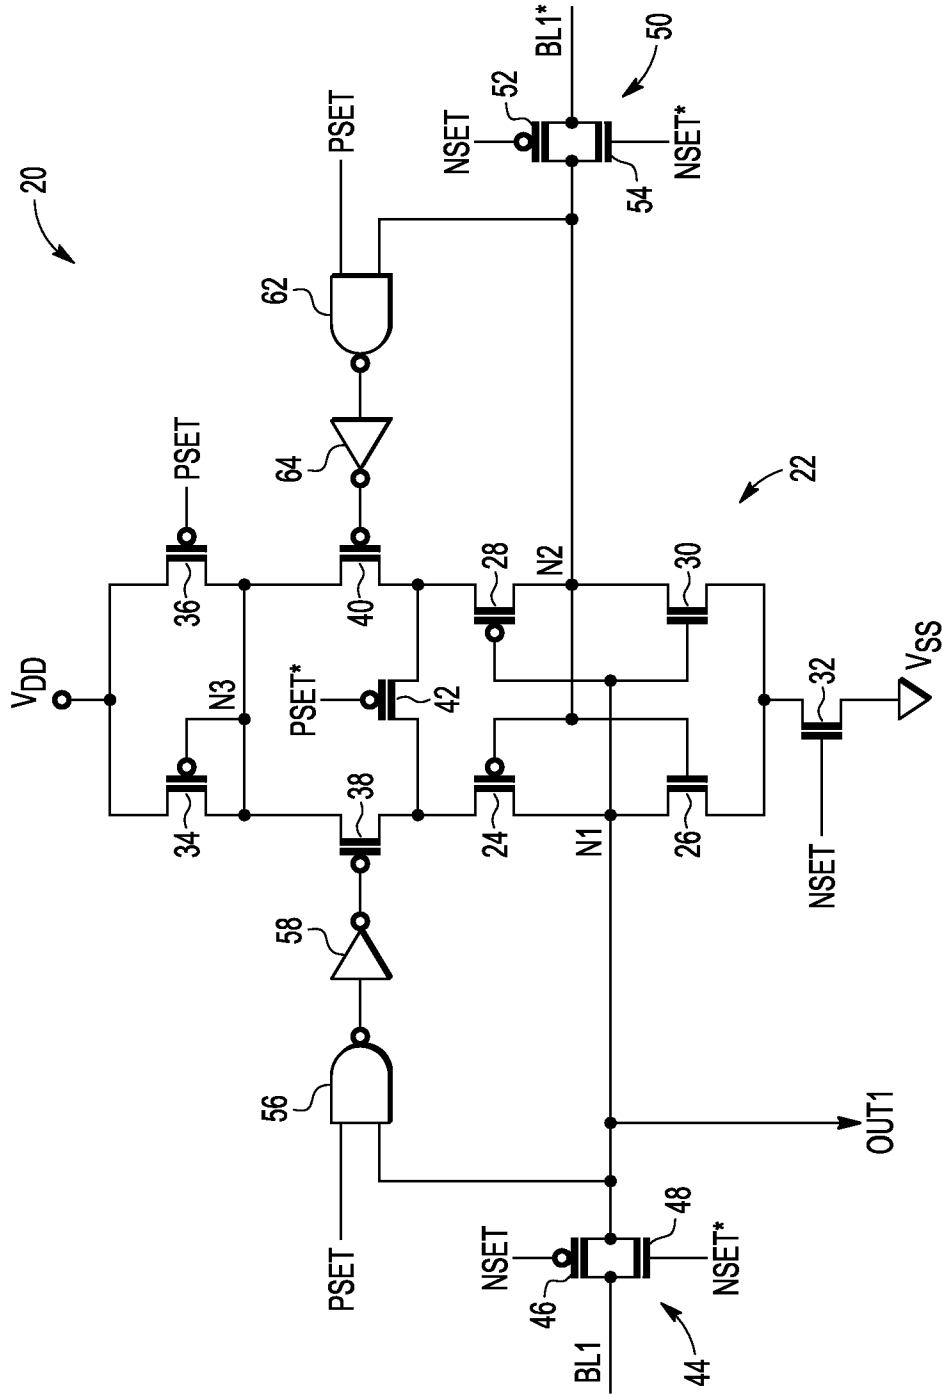 20
VDD
PSET
34
36
N3
PSET
62
NSET
52
BL1*
50
64
58
38
PSET*
42
40
56
24
28
N2
54
NSET*
PSET
N1
26
30
22
NSET
46
48
NSET*
BL1
44
OUT1
NSET
32
VSS